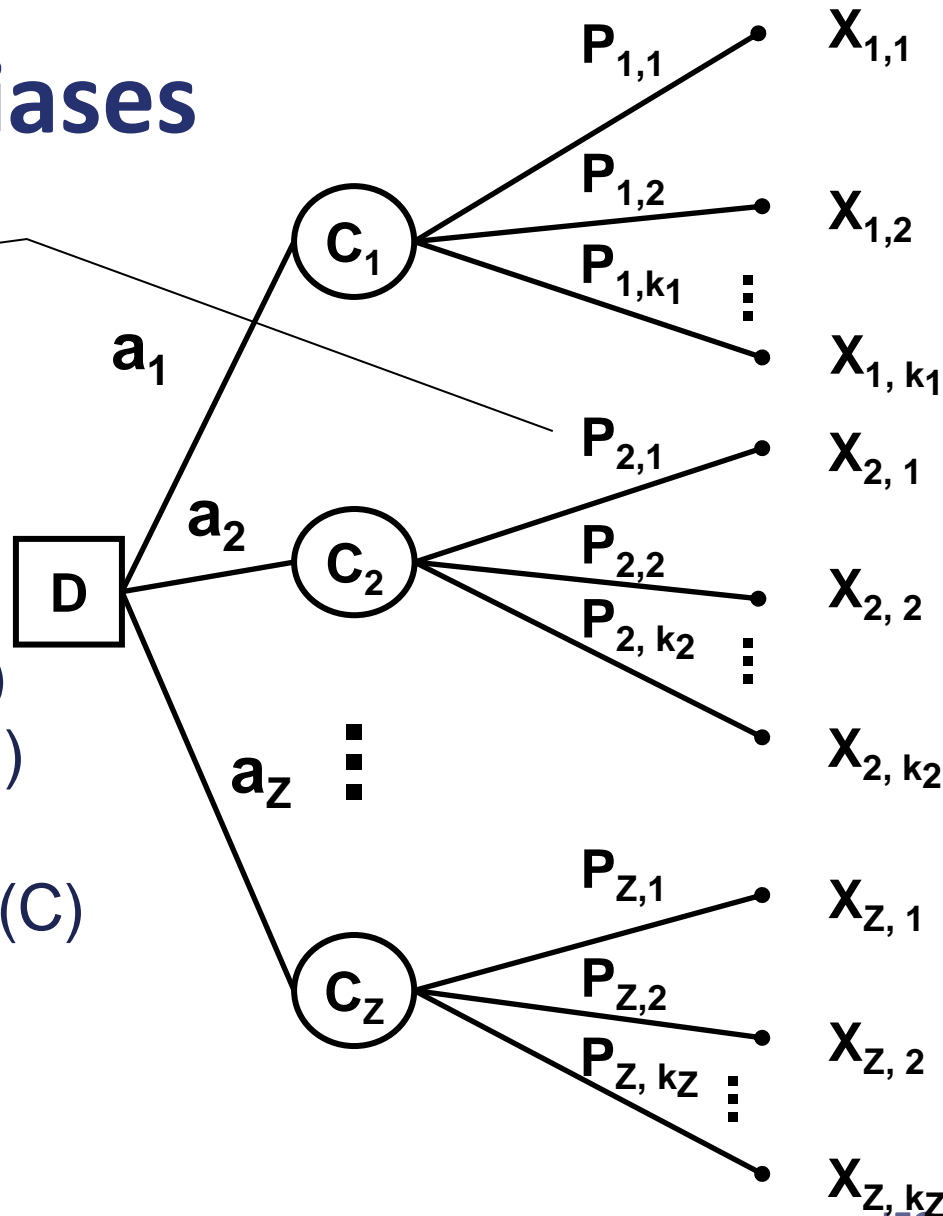 iases
P1,1
X1,1
P1,2
X1,2
C1
P1,k1
X1, k1
a1
P2,1
X2, 1
a2
P2,2
X2, 2
C2
D
P2, k2
X2, k2
)
)
aZ
PZ,1
XZ, 1
(C)
PZ,2
XZ, 2
CZ
PZ, kZ
XZ, kZ